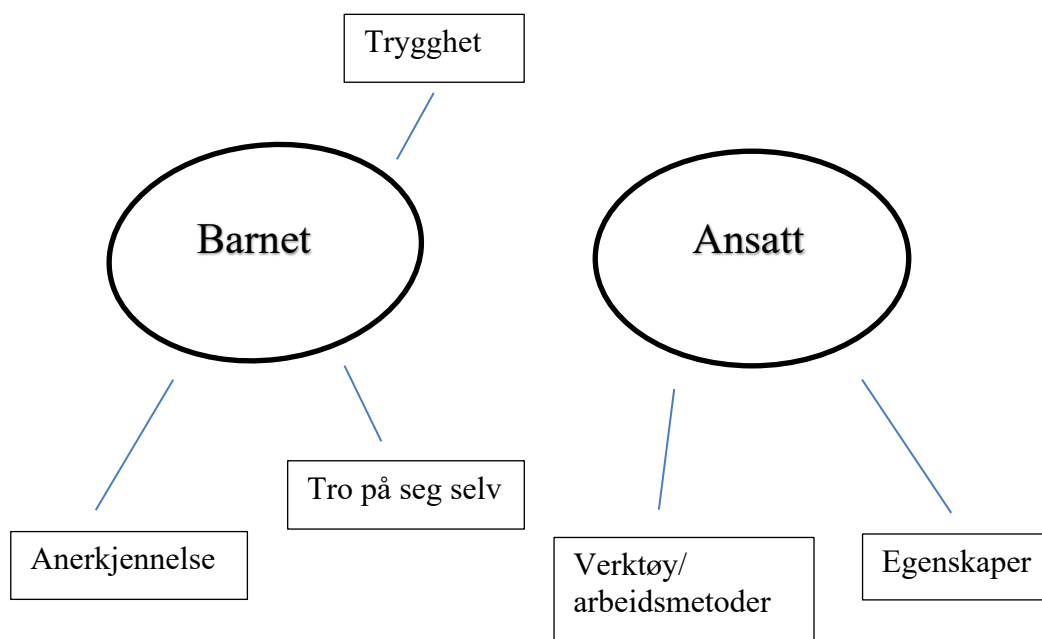 Trygghet
Barnet
Ansatt
Tro på seg selv
Anerkjennelse
Verktøy/
arbeidsmetoder
Egenskaper